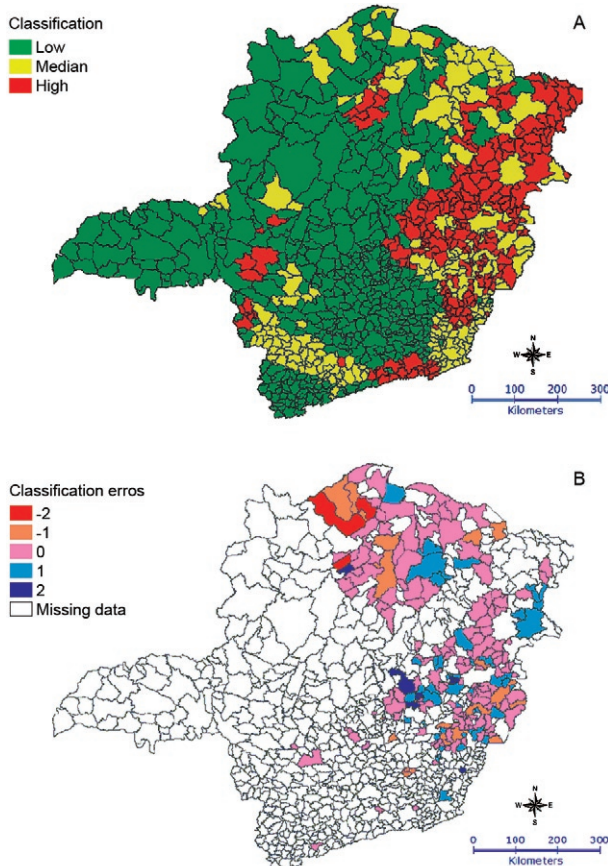 Classification
Low
Median
High
A
N
W E
S
0 100 200 300
Kilometers
Classification erros
-2
-1
0
1
2
Missing data
B
N
W E
S
0 100 200 300
Kilometers